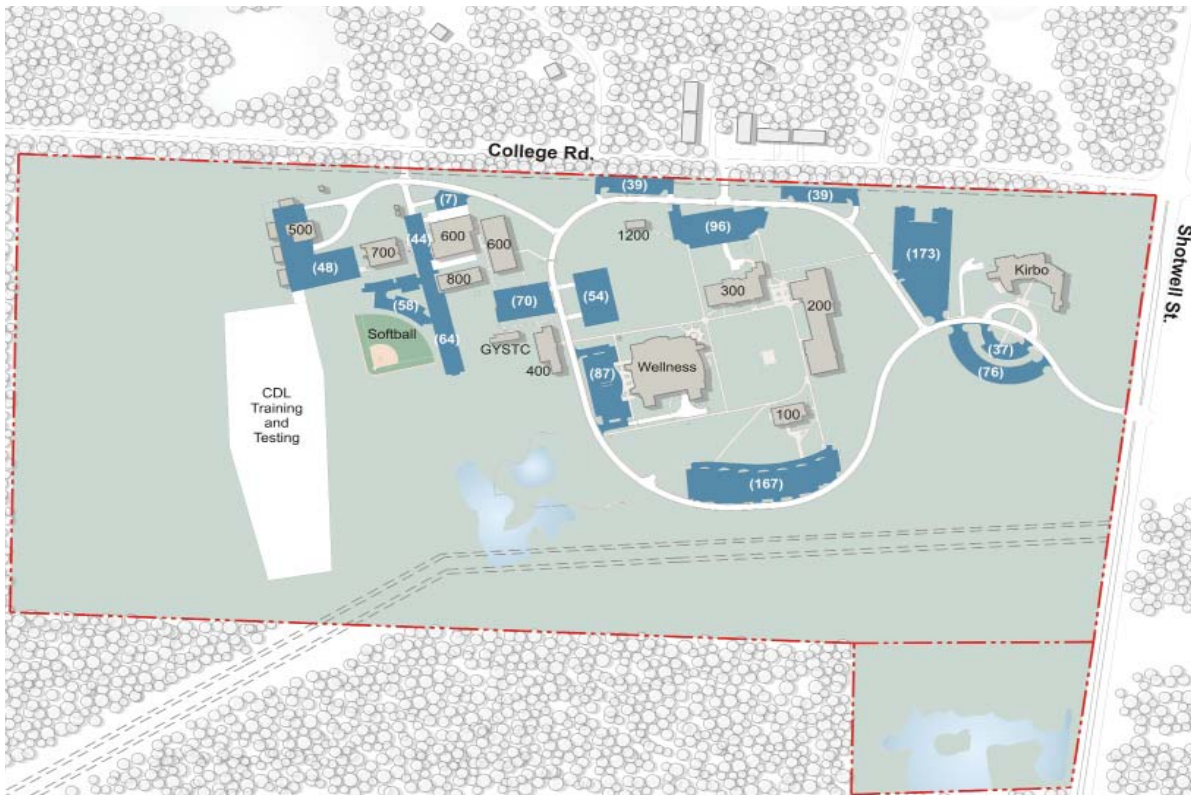 College Rd.
(39)
(39)
(7)
500
(44)
600
600
1200
(96)
Shotwell St.
700
(173)
(48)
800
Kirbo
300
(58)
(70)
(54)
200
Softball
(64)
GYSTC
400
(37)
(87)
Wellness
(76)
CDL
Training
and
Testing
100
(167)